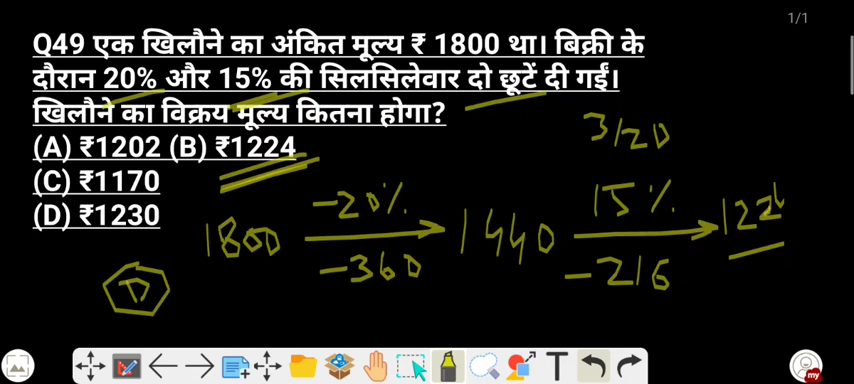 1/1
Q49 एक खिलौने का अंकित मूल्य ₹ 1800 था। बिक्री के
दौरान 20% और 15% की सिलसिलेवार दो छूटें दी गईं।
खिलौने का विक्रय मूल्य कितना होगा?
(A) ₹1202 (B) ₹1224
(C) ₹1170
(D) ₹1230
3/20
1800 -20% 1440 15% 1224
-360 -216
D
T
my